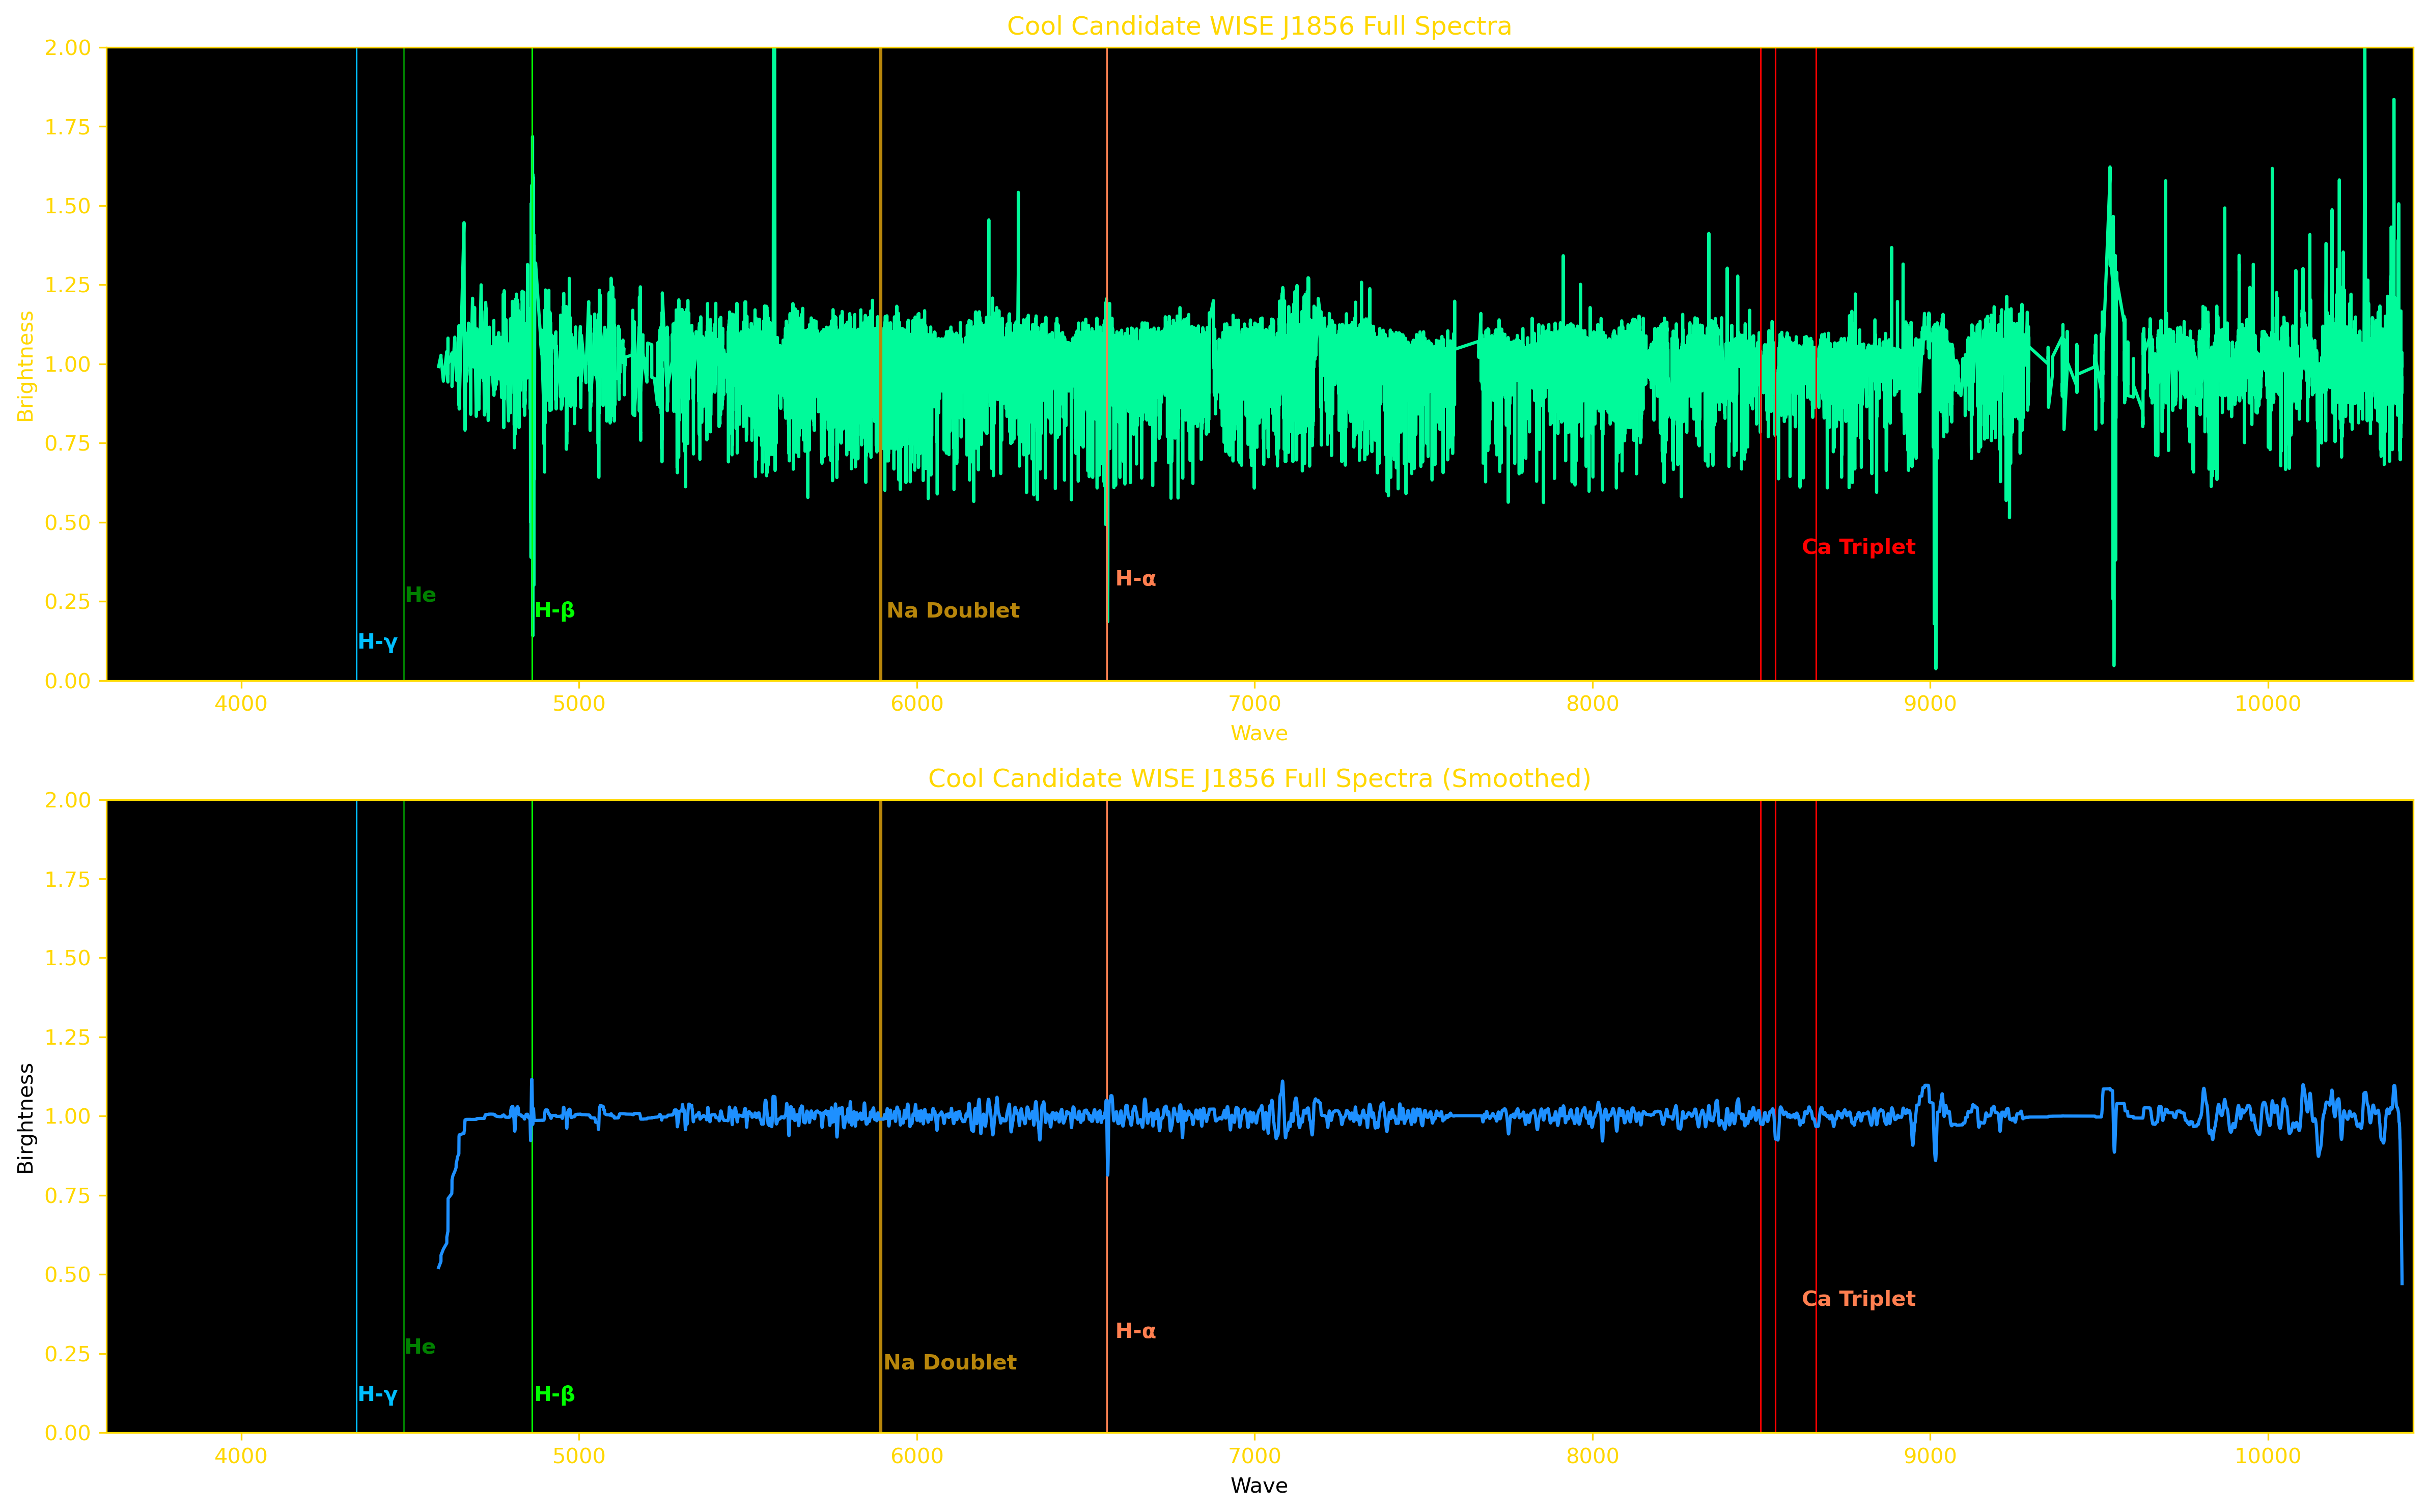 Cool Candidate WISE J1856 Full Spectra
2.00
1.75
1.50
1.25
1.00
0.75
0.50
0.25
0.00
Brightness
Ca Triplet
H-α
He
H-β
Na Doublet
H-γ
4000 5000 6000 7000 8000 9000 10000
Wave
Cool Candidate WISE J1856 Full Spectra (Smoothed)
2.00
1.75
1.50
1.25
1.00
0.75
0.50
0.25
0.00
Birghtness
Ca Triplet
H-α
He
Na Doublet
H-γ
H-β
4000 5000 6000 7000 8000 9000 10000
Wave